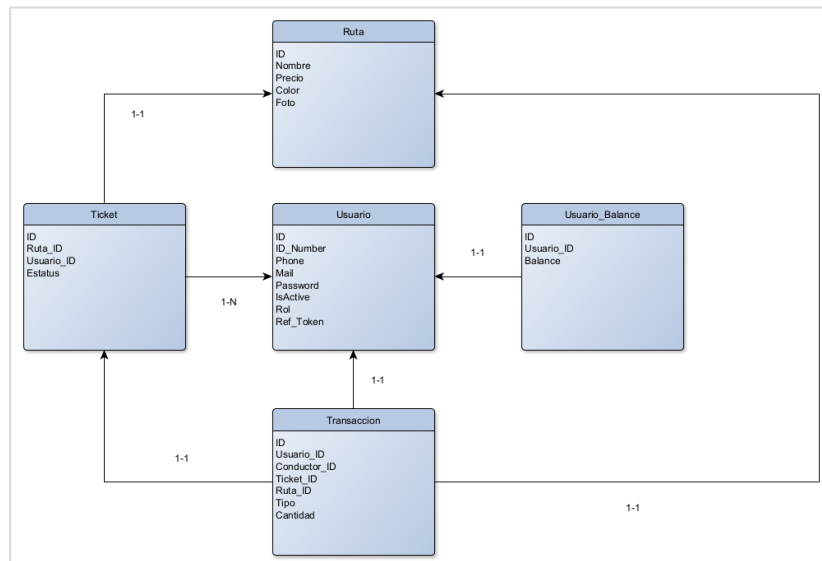 Ruta
ID
Nombre
Precio
Color
Foto
1-1
Ticket
ID
Ruta_ID
Usuario_ID
Estatus
Usuario
ID
ID_Number
Phone
Mail
Password
IsActive
Rol
Ref_Token
Usuario_Balance
ID
Usuario_ID
Balance
1-1
1-N
1-1
1-1
Transaccion
ID
Usuario_ID
Conductor_ID
Ticket_ID
Ruta_ID
Tipo
Cantidad
1-1